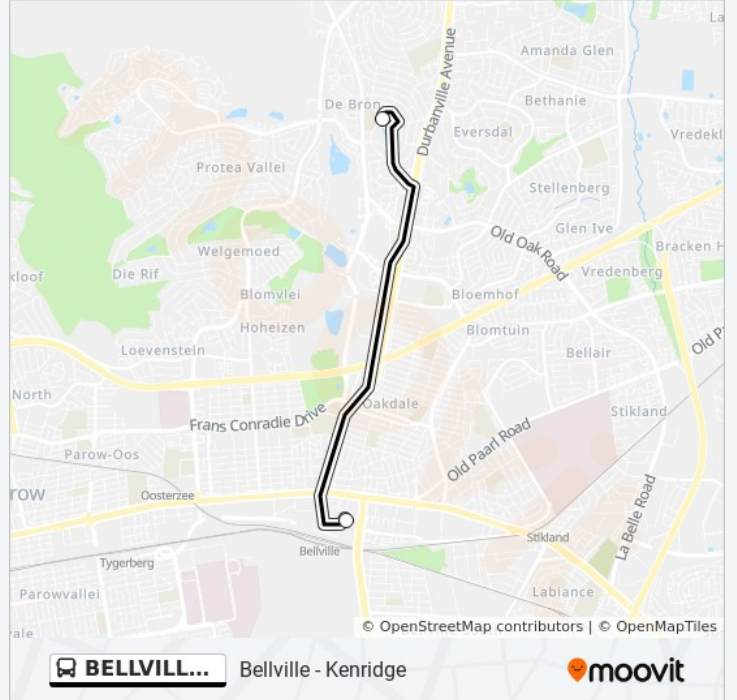 La
Amanda Glen
De Bron
Bethanie
Durbanville Avenue
Eversdal
Vredekl
Protea Vallei
Stellenberg
Glen Ive
Old Oak Road
Bracken H
Welgemoed
kloof
Die Rif
Vredenberg
Blomvlei
Bloemhof
Hoheizen
Blomtuin
Old P
Loevenstein
Bellair
North
Oakdale
Stikland
Frans Conradie Drive
Old Paarl Road
Parow-Oos
row
Oosterzee
La Belle Road
Stikland
Bellville
Tygerberg
Parowvallei
Labiance
vale
© OpenStreetMap contributors | © OpenMapTiles
BELLVILL... Bellville - Kenridge moovit